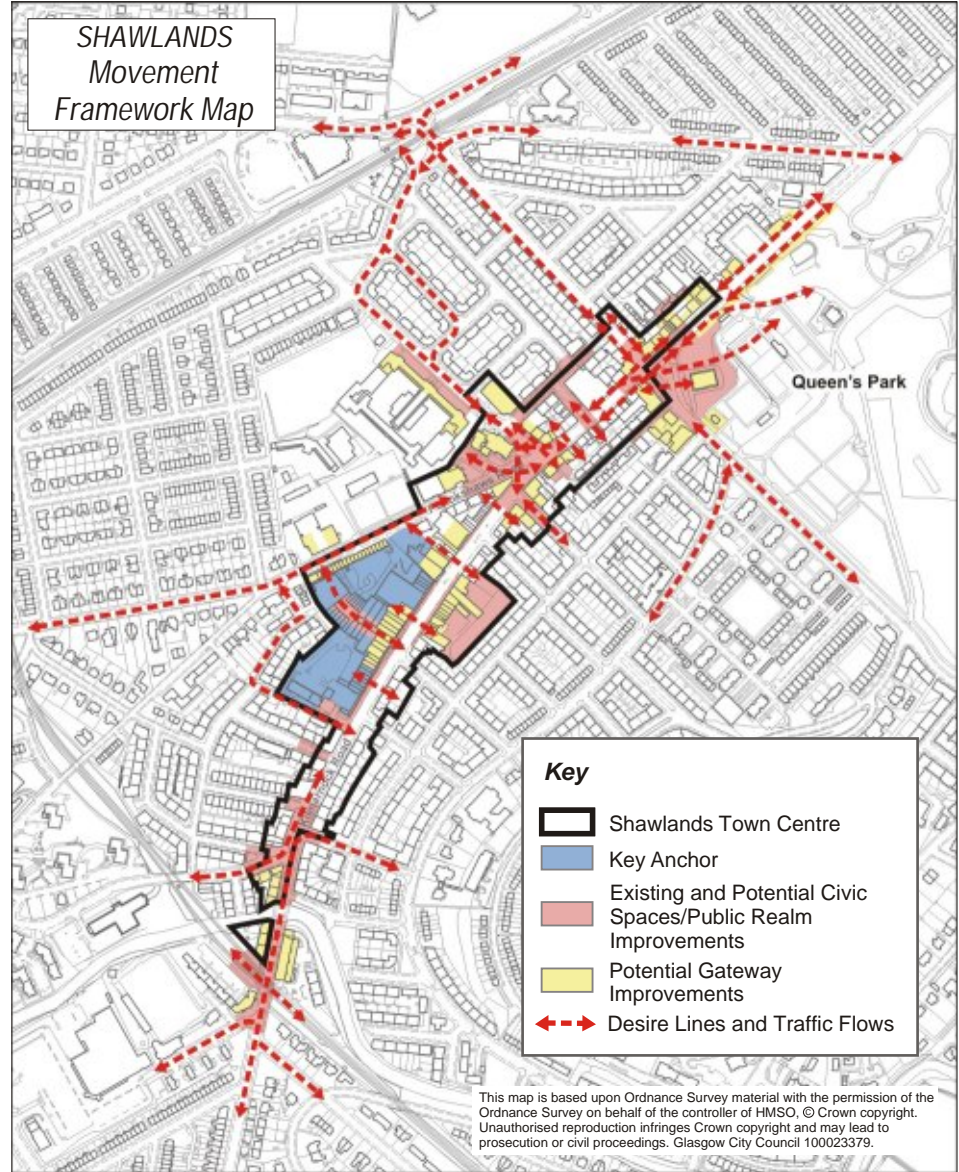 SHAWLANDS
Movement
Framework Map
Queen's Park
Key
Shawlands Town Centre
Key Anchor
Existing and Potential Civic
Spaces/Public Realm
Improvements
Potential Gateway
Improvements
Desire Lines and Traffic Flows
This map is based upon Ordnance Survey material with the permission of the
Ordnance Survey on behalf of the controller of HMSO, © Crown copyright.
Unauthorised reproduction infringes Crown copyright and may lead to
prosecution or civil proceedings. Glasgow City Council 100023379.